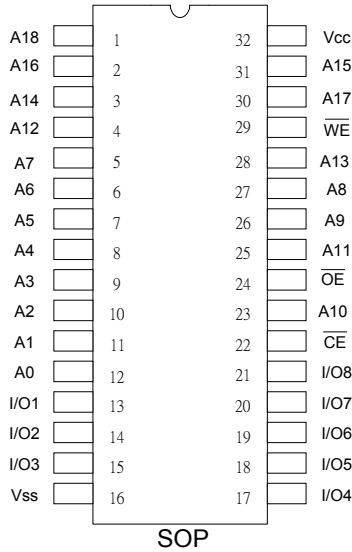 A18 1 32 Vcc
A16 2 31 A15
A14 3 30 A17
A12 4 29 W̅E̅
A7 5 28 A13
A6 6 27 A8
A5 7 26 A9
A4 8 25 A11
A3 9 24 O̅E̅
A2 10 23 A10
A1 11 22 C̅E̅
A0 12 21 I/O8
I/O1 13 20 I/O7
I/O2 14 19 I/O6
I/O3 15 18 I/O5
Vss 16 17 I/O4
SOP